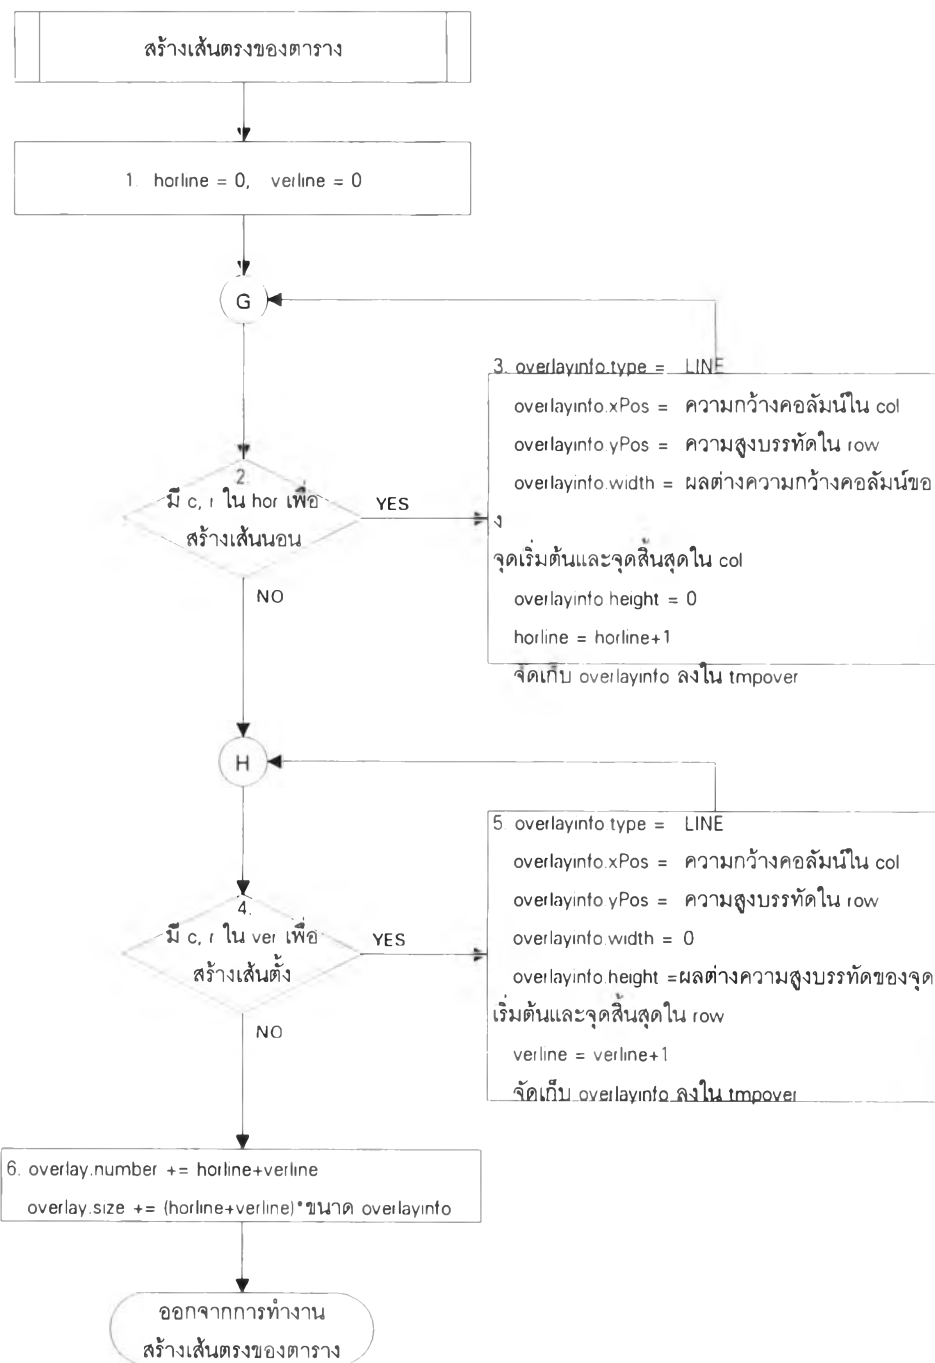 สร้างเส้นตรงของตาราง
1. horline = 0, verline = 0
G
2.
มี c, r ใน hor เพื่อ
สร้างเส้นนอน
YES
NO
3. overlayinfo.type = LINE
overlayinfo.xPos = ความกว้างคอลัมน์ใน col
overlayinfo.yPos = ความสูงบรรทัดใน row
overlayinfo.width = ผลต่างความกว้างคอลัมน์ขอ
ง
จุดเริ่มต้นและจุดสิ้นสุดใน col
overlayinfo.height = 0
horline = horline+1
จัดเก็บ overlayinfo ลงใน tmpover
H
4.
มี c, r ใน ver เพื่อ
สร้างเส้นตั้ง
YES
NO
5. overlayinfo.type = LINE
overlayinfo.xPos = ความกว้างคอลัมน์ใน col
overlayinfo.yPos = ความสูงบรรทัดใน row
overlayinfo.width = 0
overlayinfo.height =ผลต่างความสูงบรรทัดของจุด
เริ่มต้นและจุดสิ้นสุดใน row
verline = verline+1
จัดเก็บ overlayinfo ลงใน tmpover
6. overlay.number += horline+verline
overlay.size += (horline+verline)*ขนาด overlayinfo
ออกจากการทำงาน
สร้างเส้นตรงของตาราง